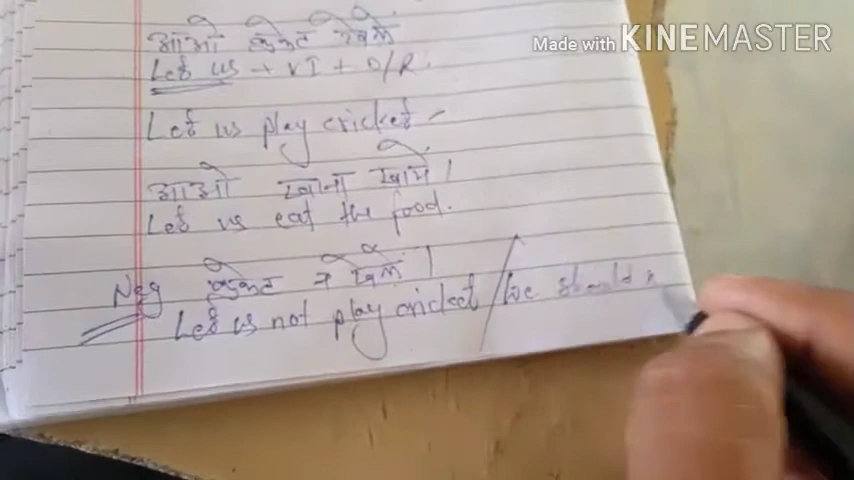 Made with KINEMASTER
आओ क्रिकेट खेलें
Let us + VI + O/R.
Let us play cricket
आओ खाना खायें।
Let us eat the food.
Neg क्रिकेट न खेलें।
Let us not play cricket / We should n